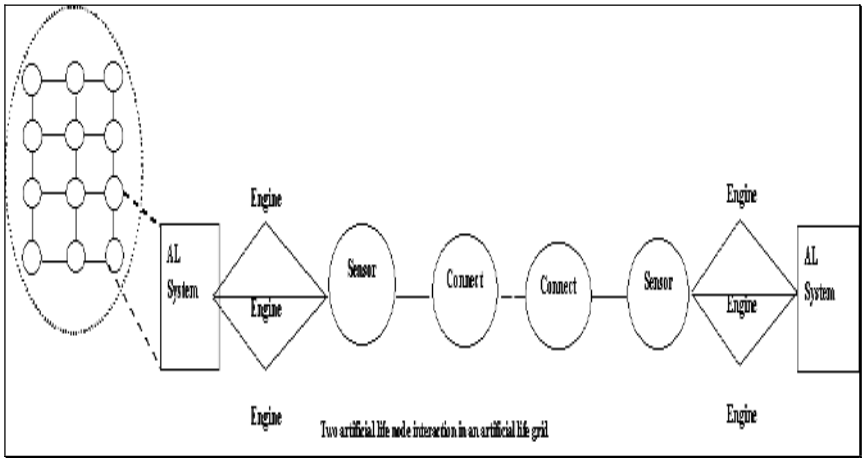 Engine
Engine
AL
System
Sensor
Connect
Connect
Sensor
AL
System
Engine
Engine
Engine
Engine
Two artificial life node interaction in an artificial life grid